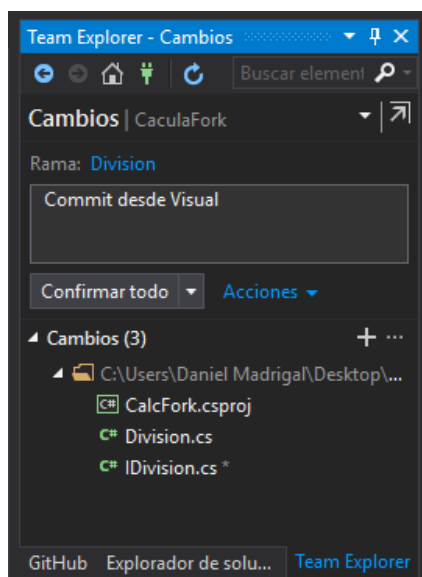 Team Explorer - Cambios
Buscar element
Cambios | CaculaFork
Rama: Division
Commit desde Visual
Confirmar todo Acciones
Cambios (3)
C:\Users\Daniel Madrigal\Desktop\...
C# CalcFork.csproj
C# Division.cs
C# IDivision.cs *
GitHub Explorador de solu... Team Explorer